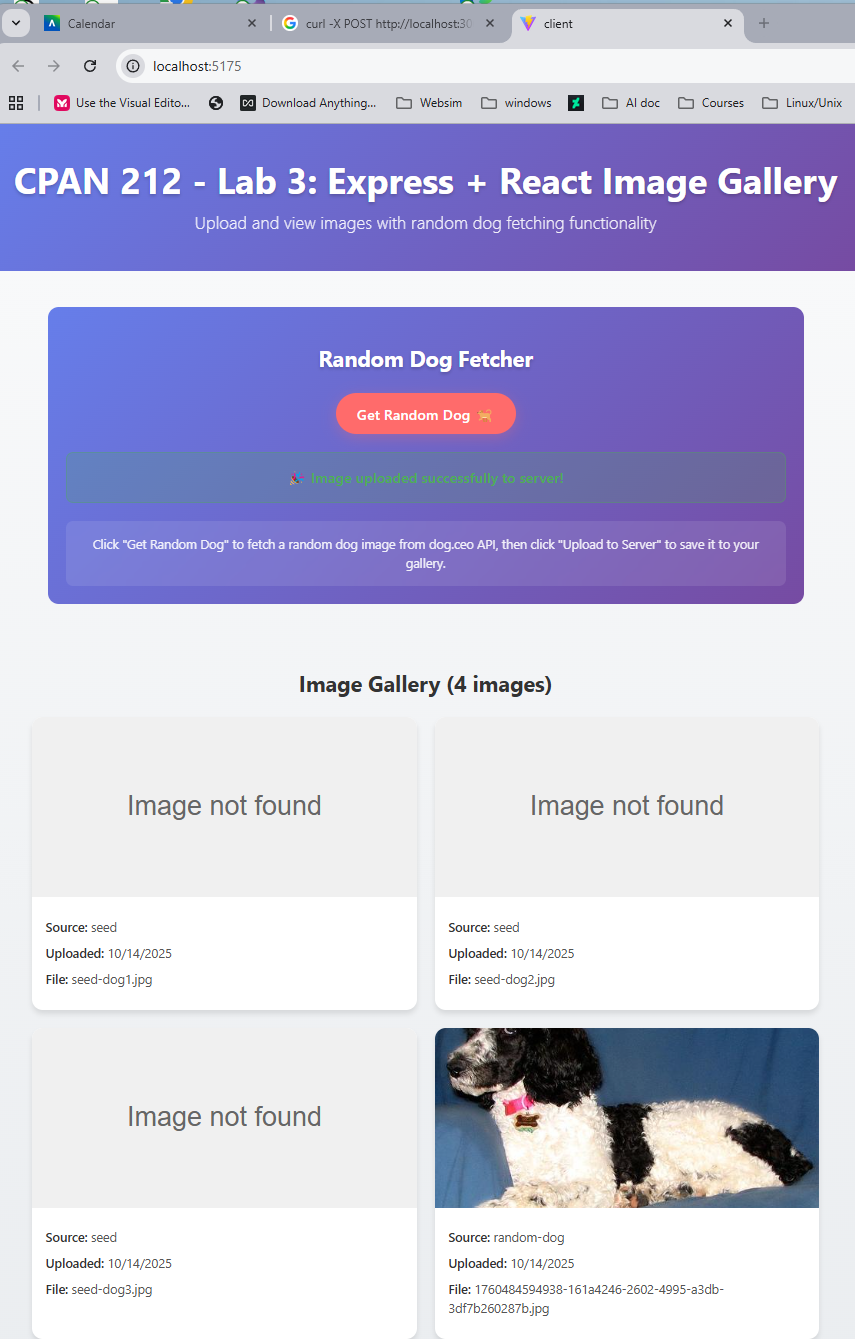 Calendar
curl -X POST http://localhost:30
client
localhost:5175
Use the Visual Edito...
Download Anything...
Websim
windows
AI doc
Courses
Linux/Unix
CPAN 212 - Lab 3: Express + React Image Gallery
Upload and view images with random dog fetching functionality
Random Dog Fetcher
Get Random Dog 🐕
🎉 Image uploaded successfully to server!
Click "Get Random Dog" to fetch a random dog image from dog.ceo API, then click "Upload to Server" to save it to your
gallery.
Image Gallery (4 images)
Image not found
Source: seed
Uploaded: 10/14/2025
File: seed-dog1.jpg
Image not found
Source: seed
Uploaded: 10/14/2025
File: seed-dog2.jpg
Image not found
Source: seed
Uploaded: 10/14/2025
File: seed-dog3.jpg
Source: random-dog
Uploaded: 10/14/2025
File: 1760484594938-161a4246-2602-4995-a3db-
3df7b260287b.jpg